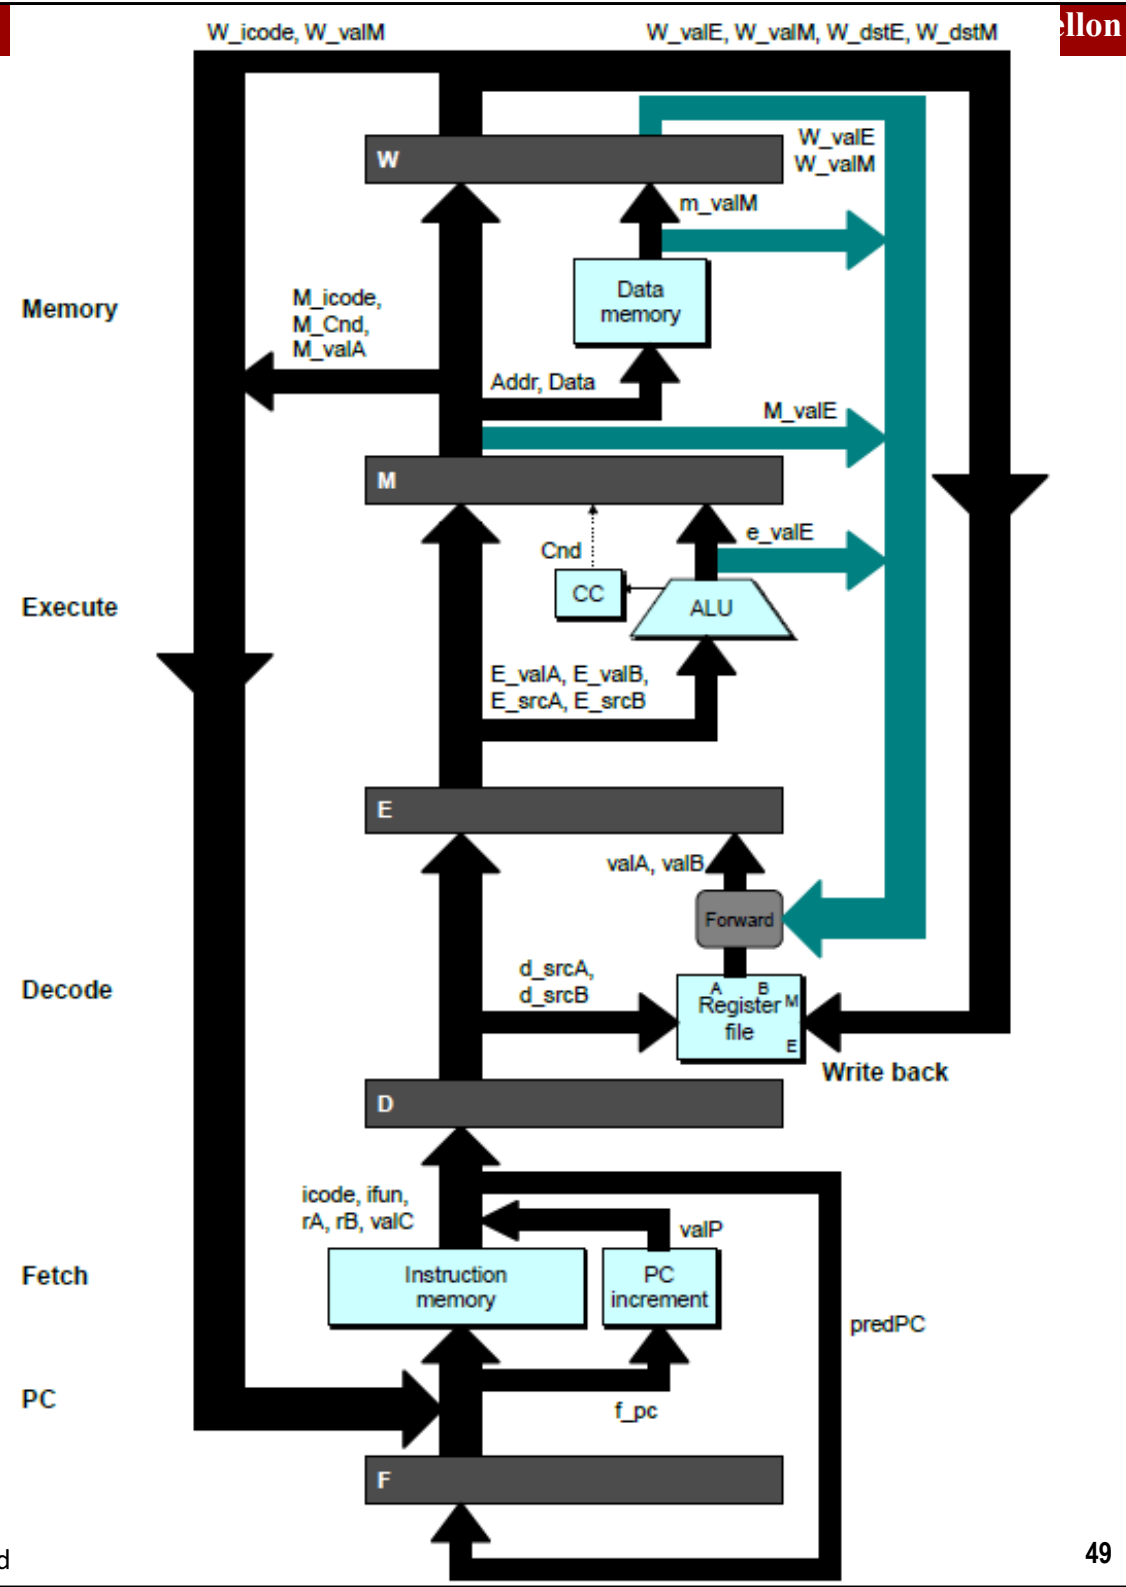 W_icode, W_valM
W_valE, W_valM, W_dstE, W_dstM
ellon
W_valE
W_valM
W
m_valM
Data
memory
Memory
M_icode,
M_Cnd,
M_valA
Addr, Data
M_valE
M
e_valE
Cnd
CC
ALU
Execute
E_valA, E_valB,
E_srcA, E_srcB
E
valA, valB
Forward
d_srcA,
d_srcB
Decode
A B
Register M
file
E
Write back
D
icode, ifun,
rA, rB, valC
valP
Fetch
Instruction
memory
PC
increment
predPC
PC
f_pc
F
d
49